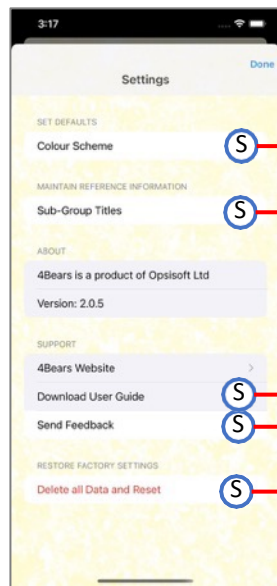 3:17
Done
Settings
SET DEFAULTS
Colour Scheme
S
MAINTAIN REFERENCE INFORMATION
Sub-Group Titles
S
ABOUT
4Bears is a product of Opsisoft Ltd
Version: 2.0.5
SUPPORT
4Bears Website
Download User Guide
S
Send Feedback
S
RESTORE FACTORY SETTINGS
Delete all Data and Reset
S